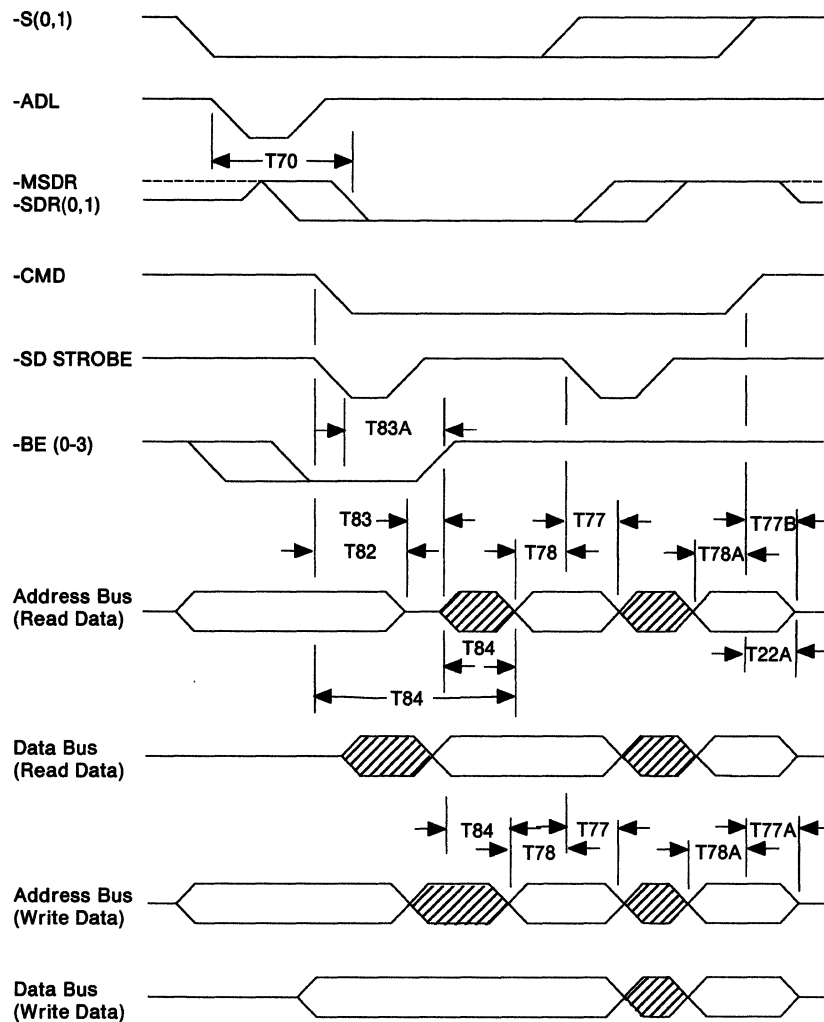 -S(0,1)
-ADL
T70
-MSDR
-SDR(0,1)
-CMD
-SD STROBE
T83A
-BE (0-3)
T83
T77
T77B
T82
T78
T78A
Address Bus
(Read Data)
T84
T22A
T84
Data Bus
(Read Data)
T84
T77
T77A
T78
T78A
Address Bus
(Write Data)
Data Bus
(Write Data)